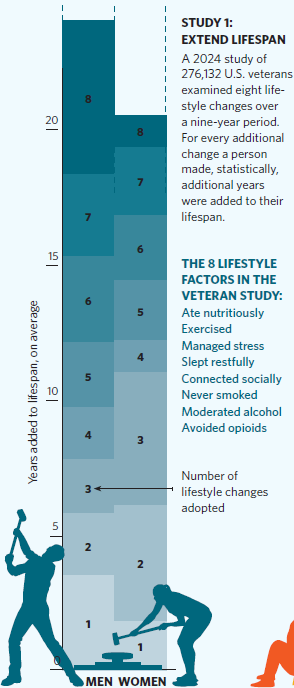 STUDY 1:
EXTEND LIFESPAN
A 2024 study of
276,132 U.S. veterans
examined eight life-
style changes over
a nine-year period.
For every additional
change a person
made, statistically,
additional years
were added to their
lifespan.
THE 8 LIFESTYLE
FACTORS IN THE
VETERAN STUDY:
Ate nutritiously
Exercised
Managed stress
Slept restfully
Connected socially
Never smoked
Moderated alcohol
Avoided opioids
Number of
lifestyle changes
adopted
Years added to lifespan, on average
20
15
10
5
0
8
7
6
5
4
3
2
1
8
7
6
5
4
3
2
1
MEN WOMEN